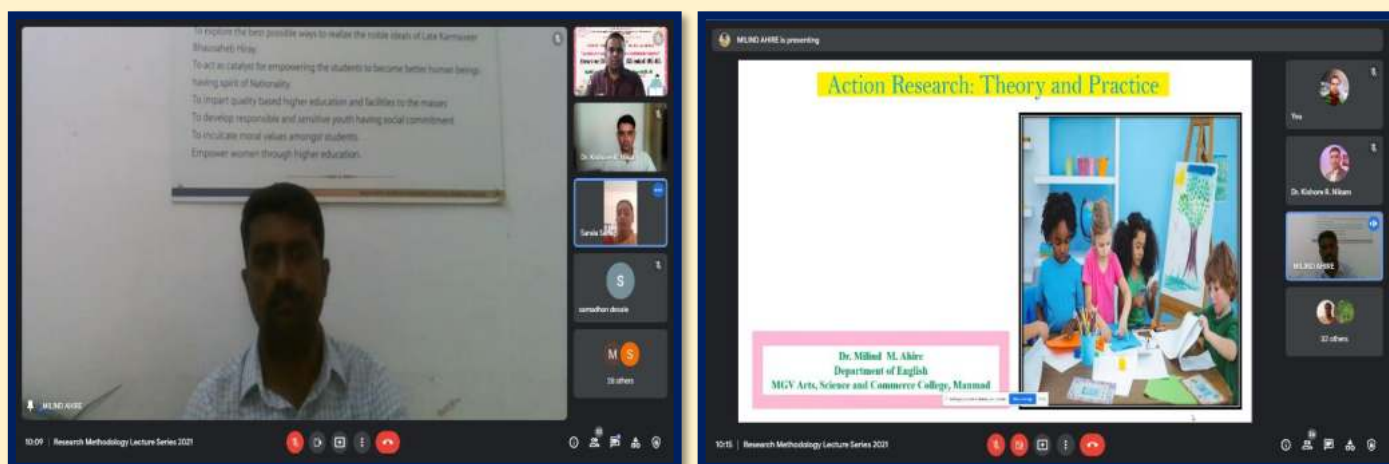 To explore the best possible ways to realize the noble ideals of Late Karmaveer
Bhausaheb Hiray.
To act as catalyst for empowering the students to become better human beings
having spirit of Nationality
To impart quality based higher education and facilities to the masses
To develop responsible and sensitive youth having social commitment
To inculcate moral values amongst students.
Empower women through higher education.
Dr. Kishore R. Nikam
Sarala
S
samadhan desale
M S
others
MILIND AHIRE
10:09 | Research Methodology Lecture Series 2021
MILIND AHIRE is presenting
Action Research: Theory and Practice
Dr. Milind M. Ahire
Department of English
MGV Arts, Science and Commerce College, Manmad
You
Dr. Kishore R. Nikam
MILIND AHIRE
others
10:15 | Research Methodology Lecture Series 2021